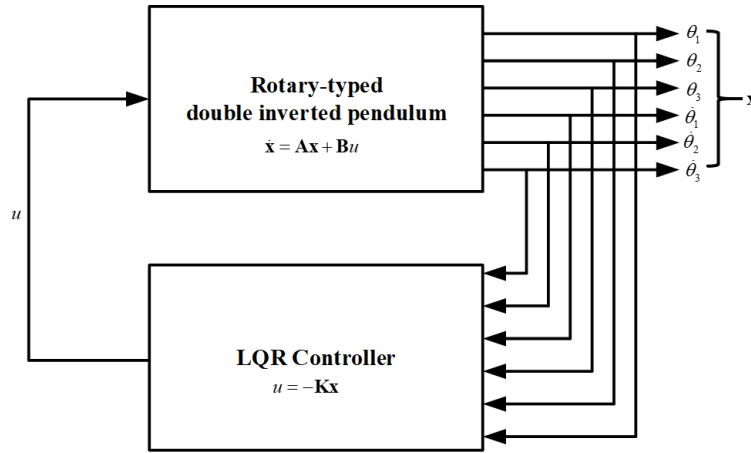 Rotary-typed
double inverted pendulum
ẋ = Ax + Bu
θ₁
θ₂
θ₃
θ̇₁
θ̇₂
θ̇₃
x
u
LQR Controller
u = −Kx